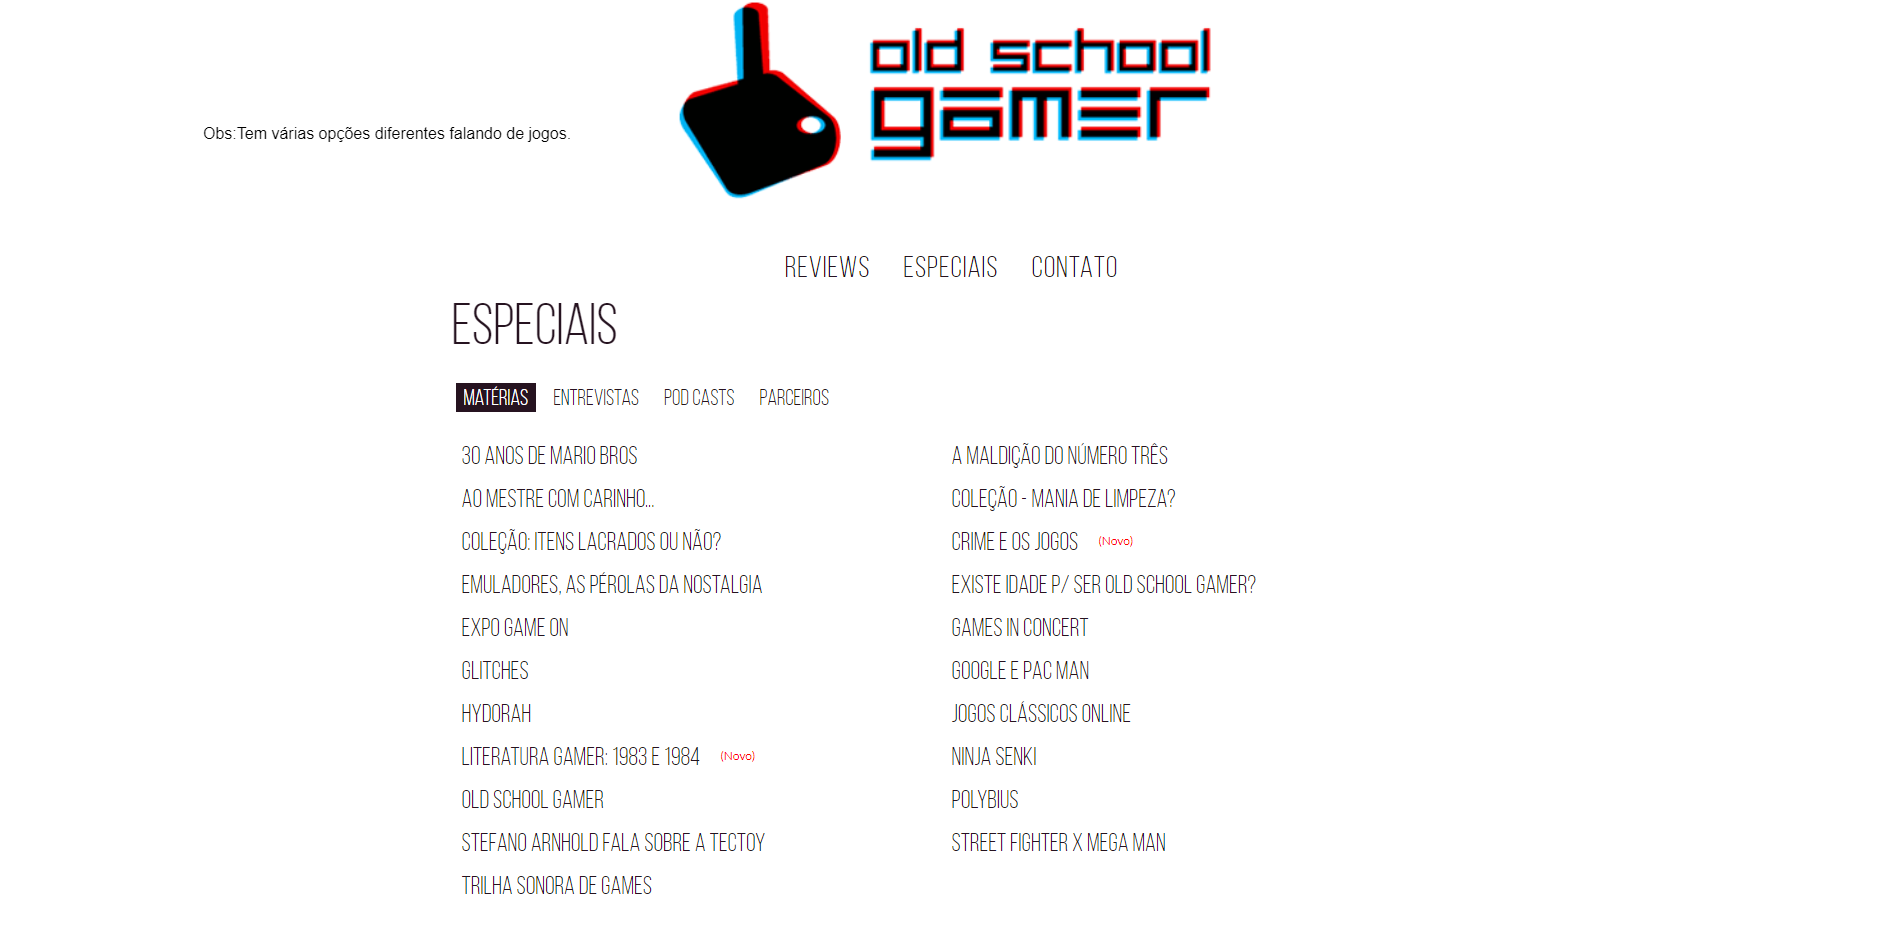 old school
gamer
Obs:Tem várias opções diferentes falando de jogos.
REVIEWS ESPECIAIS CONTATO
ESPECIAIS
MATÉRIAS ENTREVISTAS POD CASTS PARCEIROS
30 ANOS DE MARIO BROS
A MALDIÇÃO DO NÚMERO TRÊS
AO MESTRE COM CARINHO...
COLEÇÃO - MANIA DE LIMPEZA?
COLEÇÃO: ITENS LACRADOS OU NÃO?
CRIME E OS JOGOS (Novo)
EMULADORES, AS PÉROLAS DA NOSTALGIA
EXISTE IDADE P/ SER OLD SCHOOL GAMER?
EXPO GAME ON
GAMES IN CONCERT
GLITCHES
GOOGLE E PAC MAN
HYDORAH
JOGOS CLÁSSICOS ONLINE
LITERATURA GAMER: 1983 E 1984 (Novo)
NINJA SENKI
OLD SCHOOL GAMER
POLYBIUS
STEFANO ARNHOLD FALA SOBRE A TECTOY
STREET FIGHTER X MEGA MAN
TRILHA SONORA DE GAMES